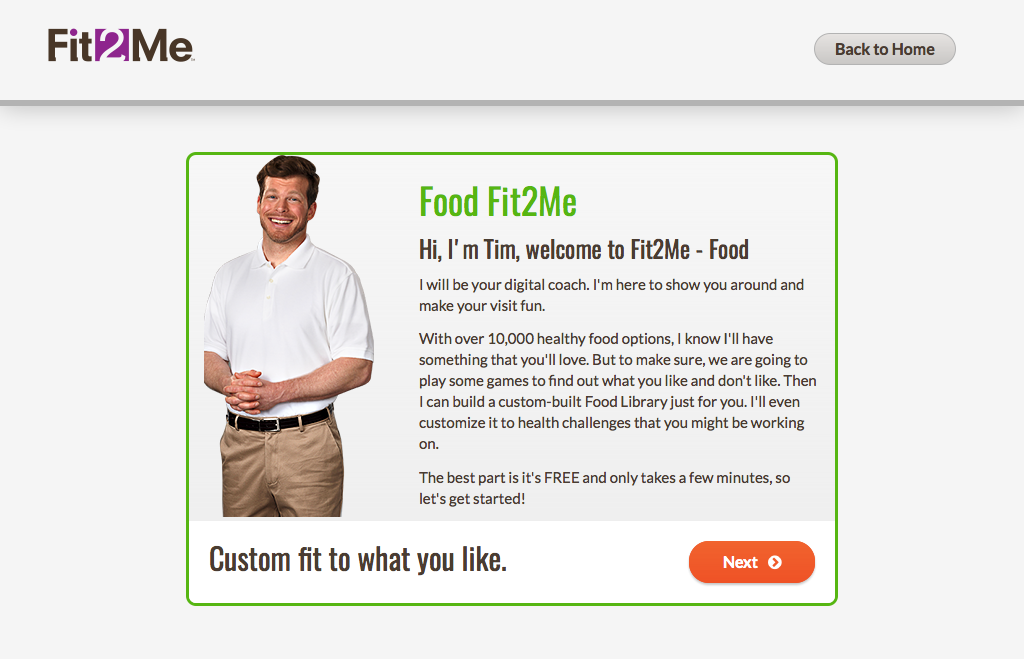 Fit2Me
Back to Home
Food Fit2Me
Hi, I'm Tim, welcome to Fit2Me - Food
I will be your digital coach. I'm here to show you around and
make your visit fun.
With over 10,000 healthy food options, I know I'll have
something that you'll love. But to make sure, we are going to
play some games to find out what you like and don't like. Then
I can build a custom-built Food Library just for you. I'll even
customize it to health challenges that you might be working
on.
The best part is it's FREE and only takes a few minutes, so
let's get started!
Custom fit to what you like.
Next